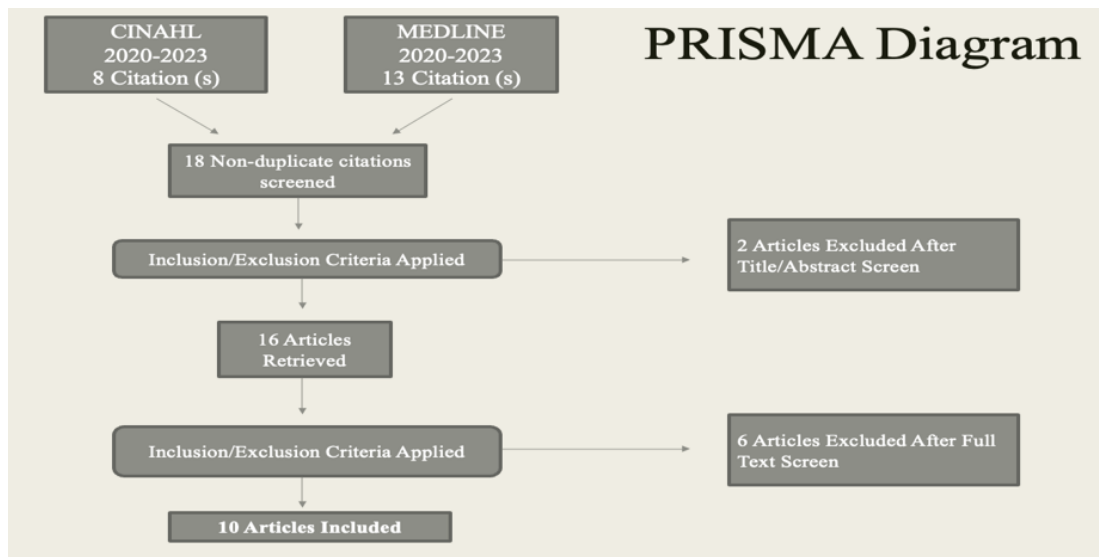 CINAHL
2020-2023
8 Citation (s)
MEDLINE
2020-2023
13 Citation (s)
PRISMA Diagram
18 Non-duplicate citations
screened
Inclusion/Exclusion Criteria Applied
2 Articles Excluded After
Title/Abstract Screen
16 Articles
Retrieved
Inclusion/Exclusion Criteria Applied
6 Articles Excluded After Full
Text Screen
10 Articles Included